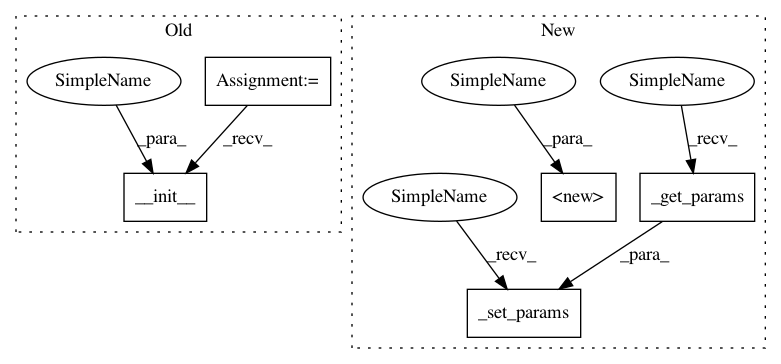 Old
SimpleName
Assignment:=
_para_
_recv_
__init__
New
SimpleName
SimpleName
_para_
_recv_
SimpleName
<new>
_get_params
_recv_
_para_
_set_params